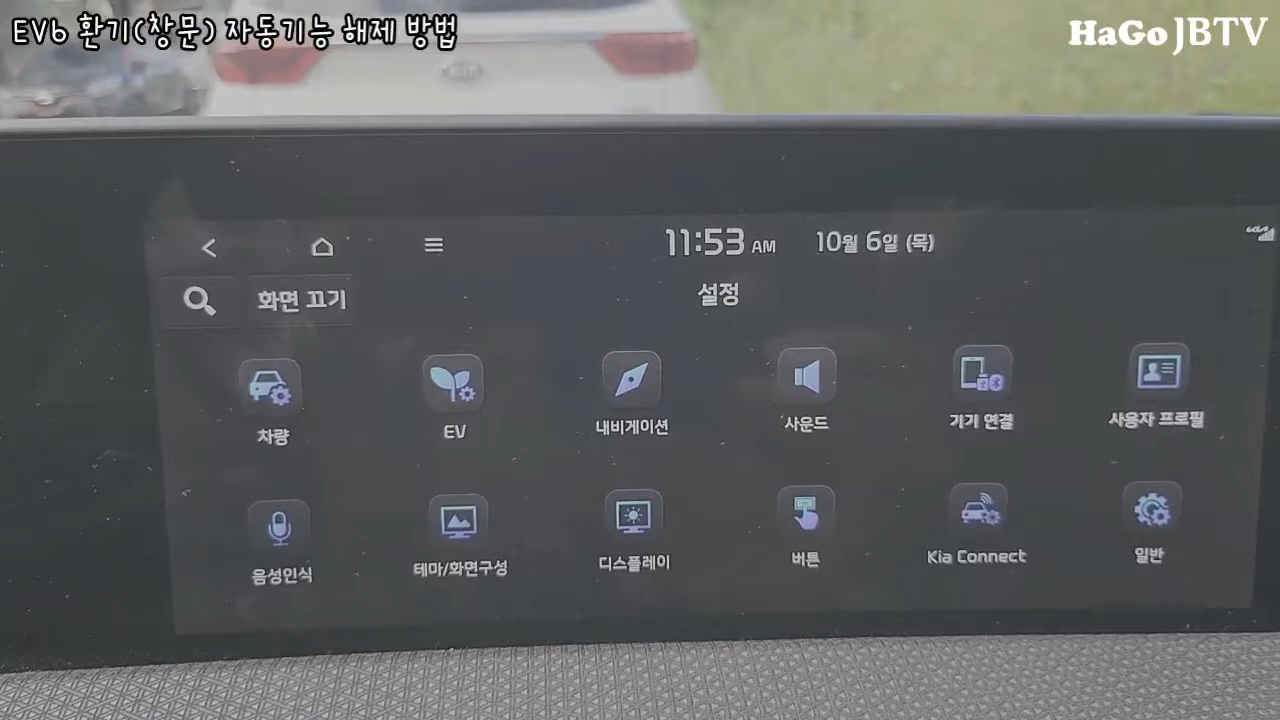 EV6 환기(창문) 자동기능 해제 방법
HaGo JBTV
KIA
11:53 AM 10월 6일 (목)
화면 끄기
설정
차량 EV 내비게이션 사운드 기기 연결 사용자 프로필
음성인식 테마/화면구성 디스플레이 버튼 Kia Connect 일반